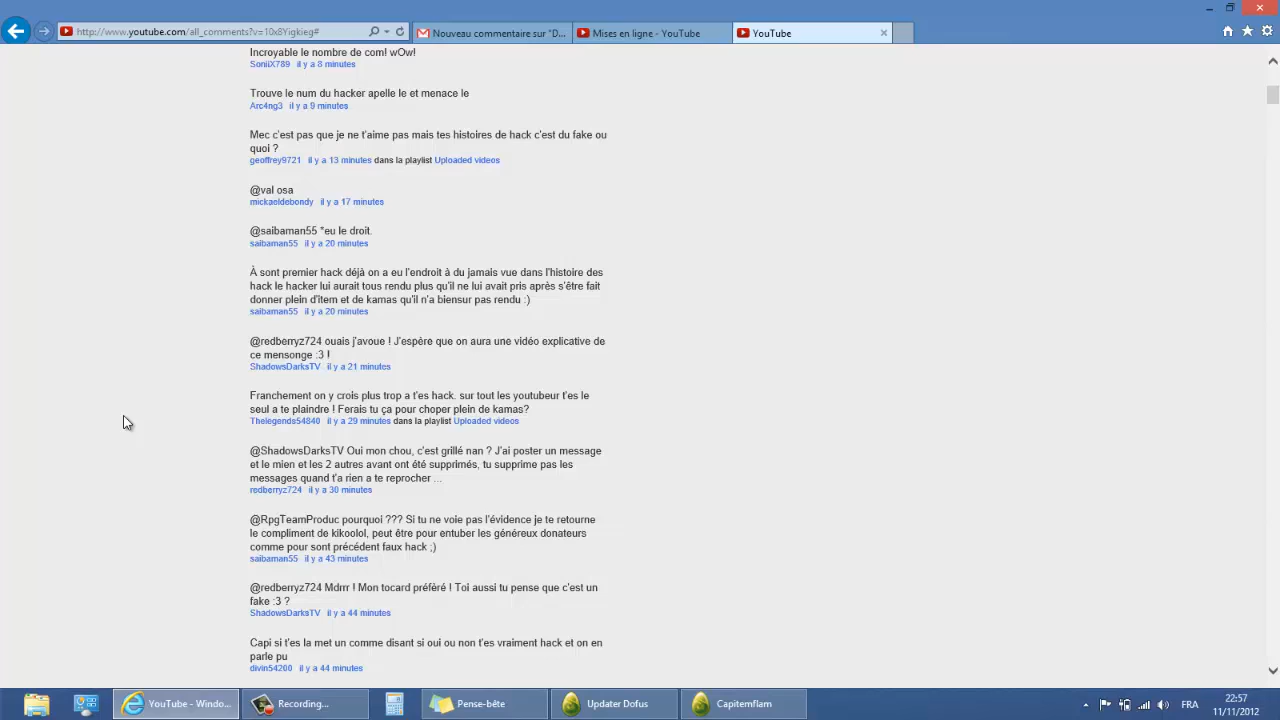 http://www.youtube.com/all_comments?v=10x8Yigkieg#
Nouveau commentaire sur "D...
Mises en ligne - YouTube
YouTube
Incroyable le nombre de com! wOw!
SoniiX789 il y a 8 minutes
Trouve le num du hacker apelle le et menace le
Arc4ng3 il y a 9 minutes
Mec c'est pas que je ne t'aime pas mais tes histoires de hack c'est du fake ou
quoi ?
geoffrey9721 il y a 13 minutes dans la playlist Uploaded videos
@val osa
mickaeldebondy il y a 17 minutes
@saibaman55 *eu le droit.
saibaman55 il y a 20 minutes
À sont premier hack déjà on a eu l'endroit à du jamais vue dans l'histoire des
hack le hacker lui aurait tous rendu plus qu'il ne lui avait pris après s'être fait
donner plein d'item et de kamas qu'il n'a biensur pas rendu :)
saibaman55 il y a 20 minutes
@redberryz724 ouais j'avoue ! J'espère que on aura une vidéo explicative de
ce mensonge :3 !
ShadowsDarksTV il y a 21 minutes
Franchement on y crois plus trop a t'es hack. sur tout les youtubeur t'es le
seul a te plaindre ! Ferais tu ça pour choper plein de kamas?
Thelegends54840 il y a 29 minutes dans la playlist Uploaded videos
@ShadowsDarksTV Oui mon chou, c'est grillé nan ? J'ai poster un message
et le mien et les 2 autres avant ont été supprimés, tu supprime pas les
messages quand t'a rien a te reprocher ...
redberryz724 il y a 30 minutes
@RpgTeamProduc pourquoi ??? Si tu ne voie pas l'évidence je te retourne
le compliment de kikoolol, peut être pour entuber les généreux donateurs
comme pour sont précédent faux hack ;)
saibaman55 il y a 43 minutes
@redberryz724 Mdrrr ! Mon tocard préfèré ! Toi aussi tu pense que c'est un
fake :3 ?
ShadowsDarksTV il y a 44 minutes
Capi si t'es la met un comme disant si oui ou non t'es vraiment hack et on en
parle pu
divin54200 il y a 44 minutes
YouTube - Windo...
Recording...
Pense-bête
Updater Dofus
Capitemflam
FRA
22:57
11/11/2012